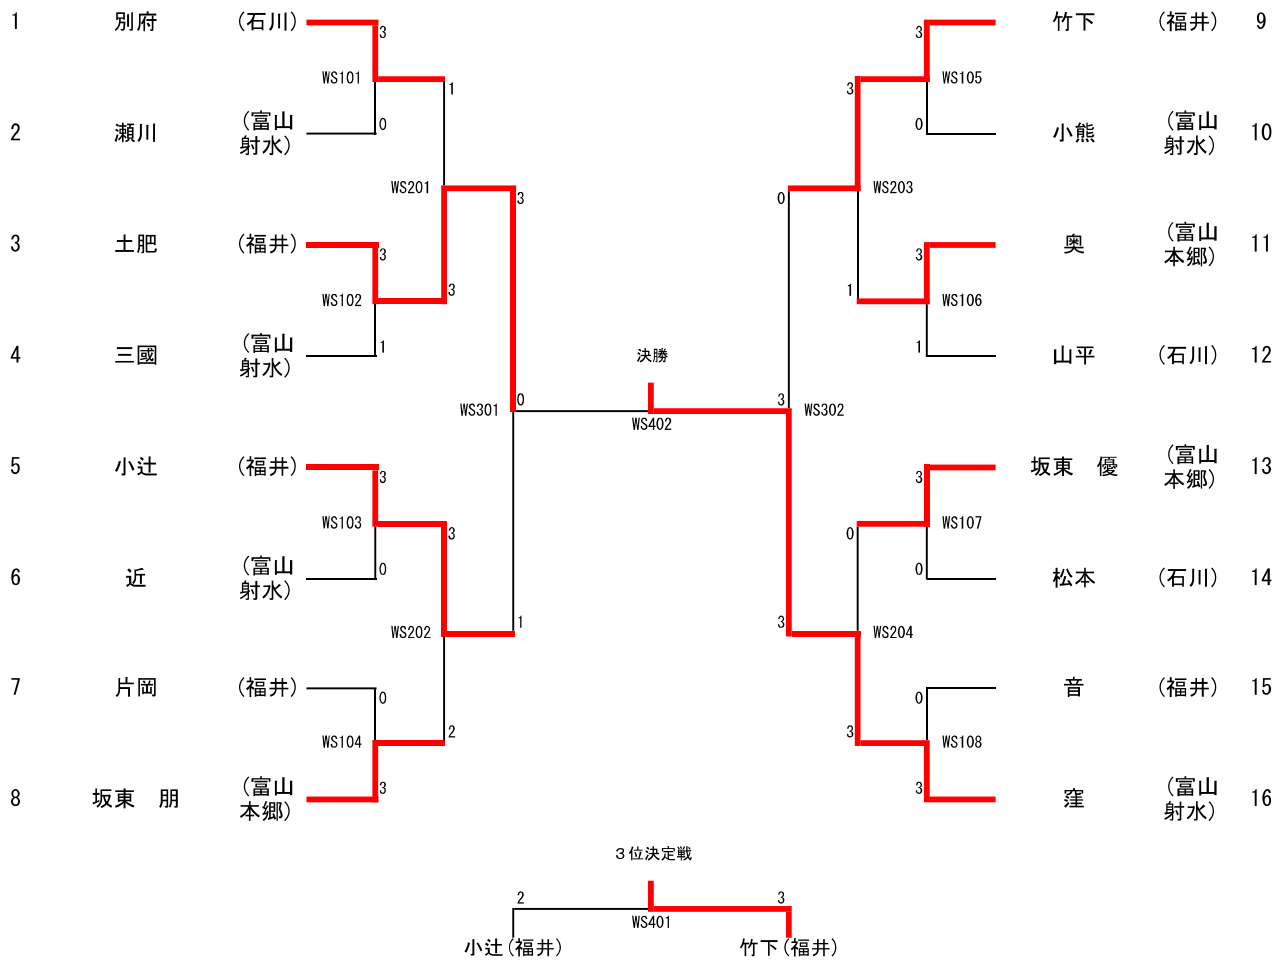 1 別府 (石川) 3
WS101 1
2 瀬川 (富山
射水) 0
WS201 3
3 土肥 (福井) 3
WS102 3
4 三國 (富山
射水) 1
WS301 0
5 小辻 (福井) 3
WS103 3
6 近 (富山
射水) 0
WS202 1
7 片岡 (福井) 0
WS104 2
8 坂東 朋 (富山
本郷) 3
決勝
WS402
3 竹下 (福井) 9
3 WS105
0 小熊 (富山
射水) 10
0 WS203
3 奥 (富山
本郷) 11
1 WS106
1 山平 (石川) 12
3 WS302
3 坂東 優 (富山
本郷) 13
0 WS107
0 松本 (石川) 14
3 WS204
0 音 (福井) 15
3 WS108
3 窪 (富山
射水) 16
3位決定戦
2 3
WS401
小辻(福井) 竹下(福井)